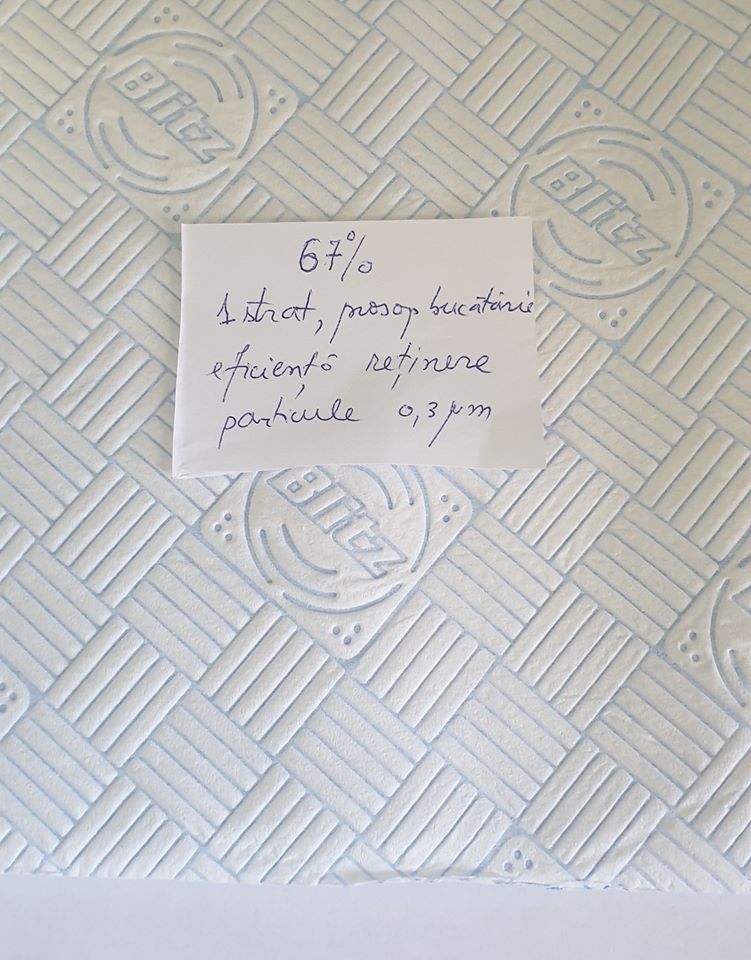 Blitz
Blitz
67%
1 strat, prosop bucătărie
eficiență reținere
particule 0,3 μm
Blitz